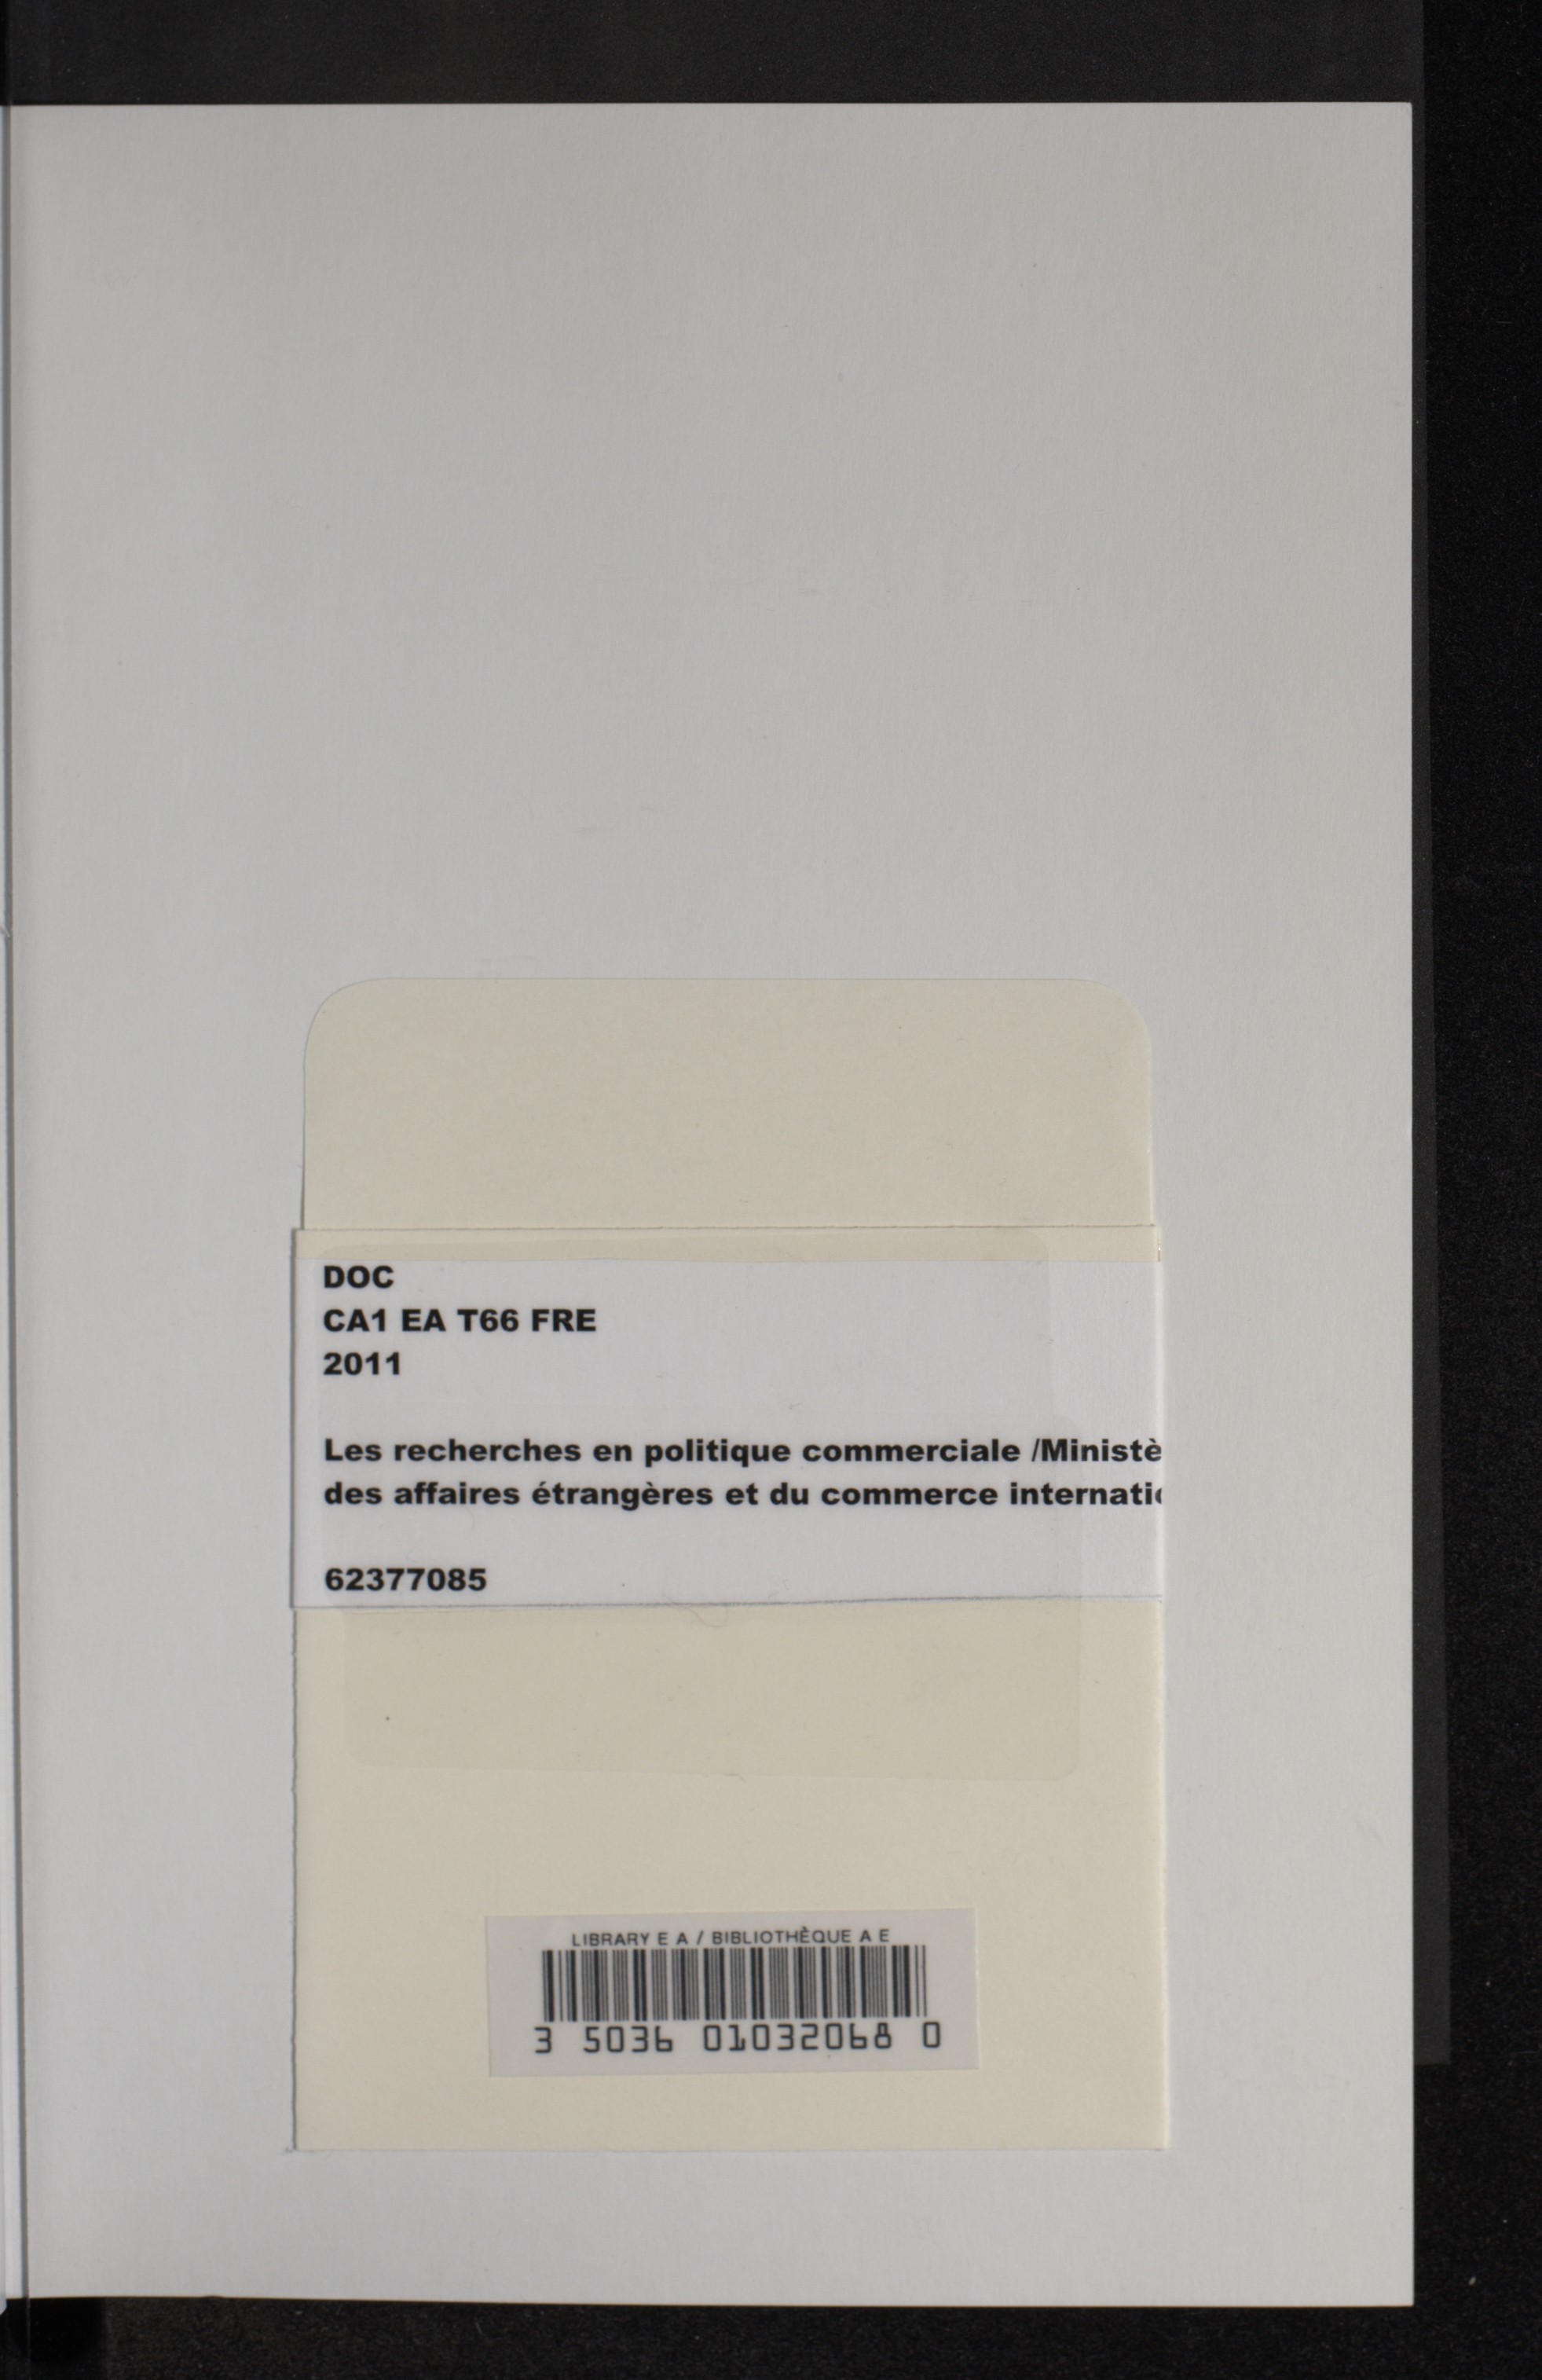 DOC
CA1 EA T66 FRE
2011
Les recherches en politique commerciale /Ministè
des affaires étrangères et du commerce internatio
62377085
LIBRARY E A / BIBLIOTHÈQUE A E
3 5036 01032068 0